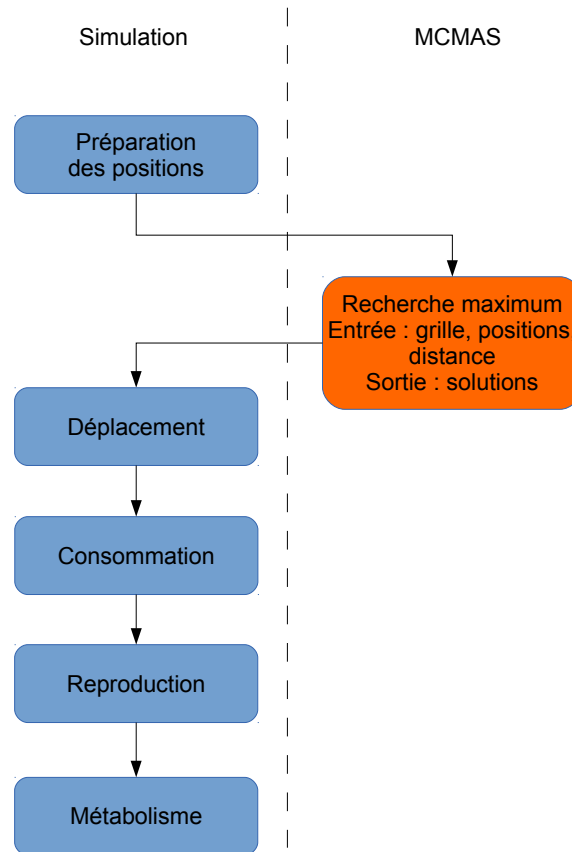 Simulation
MCMAS
Préparation
des positions
Recherche maximum
Entrée : grille, positions
distance
Sortie : solutions
Déplacement
Consommation
Reproduction
Métabolisme